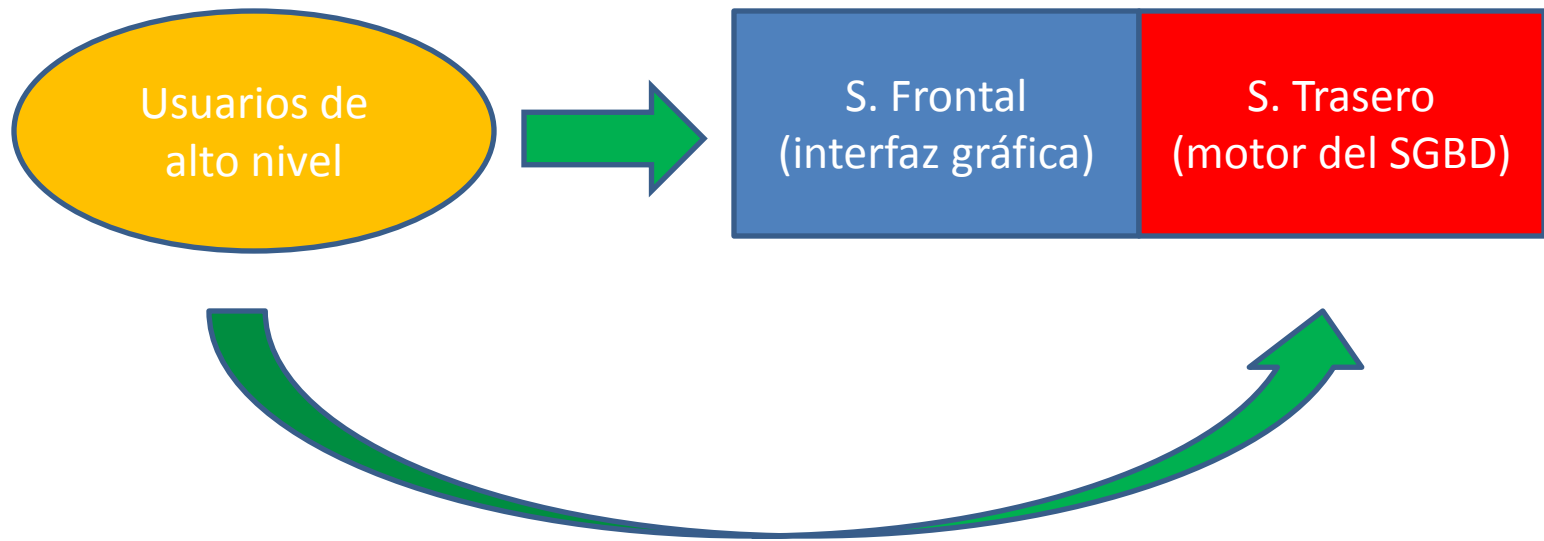 Usuarios de
alto nivel
S. Frontal
(interfaz gráfica)
S. Trasero
(motor del SGBD)